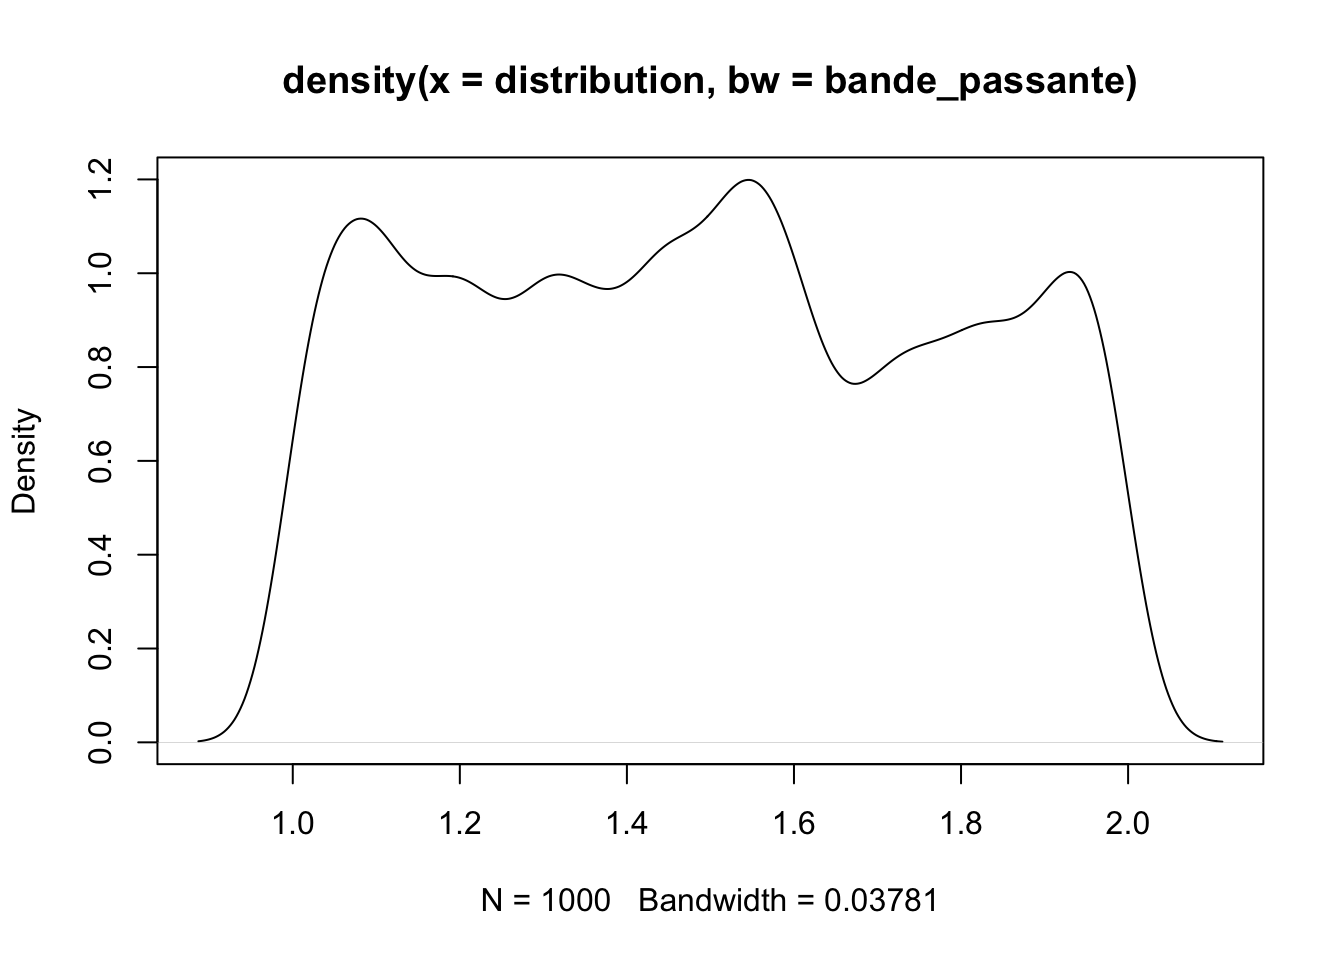 density(x = distribution, bw = bande_passante)
Density
1.2
1.0
0.8
0.6
0.4
0.2
0.0
1.0 1.2 1.4 1.6 1.8 2.0
N = 1000 Bandwidth = 0.03781